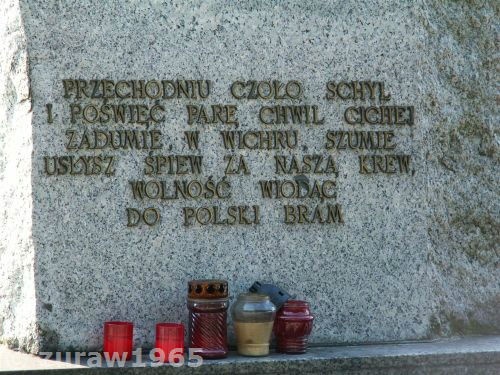 PRZECHODNIU CZOŁO SCHYL
I POŚWIĘĆ PARĘ CHWIL CICHEJ
ZADUMIE, W WICHRU SZUMIE
USŁYSZ ŚPIEW ZA NASZĄ KREW,
WOLNOŚĆ WIODĄC
DO POLSKI BRAM
zuraw1965